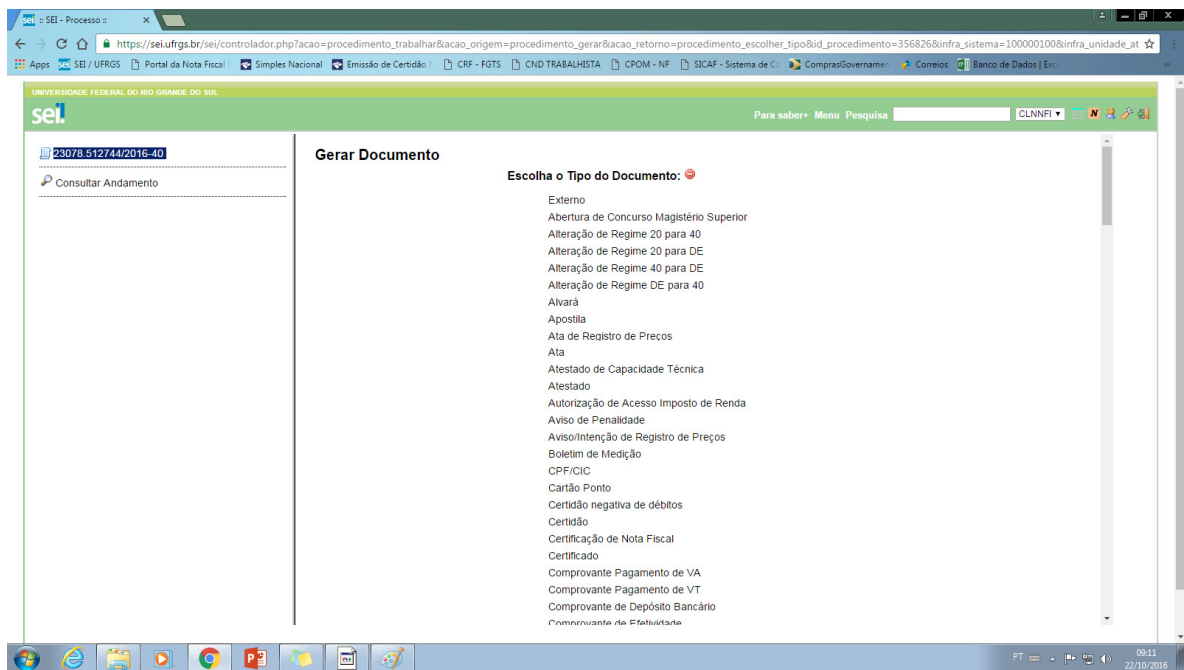 sei. :: SEI - Processo ::
https://sei.ufrgs.br/sei/controlador.php?acao=procedimento_trabalhar&acao_origem=procedimento_gerar&acao_retorno=procedimento_escolher_tipo&id_procedimento=356826&infra_sistema=100000100&infra_unidade_at
Apps SEI / UFRGS Portal da Nota Fiscal Simples Nacional Emissão de Certidão CRF - FGTS CND TRABALHISTA CPOM - NF SICAF - Sistema de ComprasGovernamen Correios Banco de Dados |
UNIVERSIDADE FEDERAL DO RIO GRANDE DO SUL
sei!
Para saber+ Menu Pesquisa CLNNFI N
23078.512744/2016-40
Consultar Andamento
Gerar Documento
Escolha o Tipo do Documento:
Externo
Abertura de Concurso Magistério Superior
Alteração de Regime 20 para 40
Alteração de Regime 20 para DE
Alteração de Regime 40 para DE
Alteração de Regime DE para 40
Alvará
Apostila
Ata de Registro de Preços
Ata
Atestado de Capacidade Técnica
Atestado
Autorização de Acesso Imposto de Renda
Aviso de Penalidade
Aviso/Intenção de Registro de Preços
Boletim de Medição
CPF/CIC
Cartão Ponto
Certidão negativa de débitos
Certidão
Certificação de Nota Fiscal
Certificado
Comprovante Pagamento de VA
Comprovante Pagamento de VT
Comprovante de Depósito Bancário
Comprovante de Efetividade
PT
09:11
22/10/2016